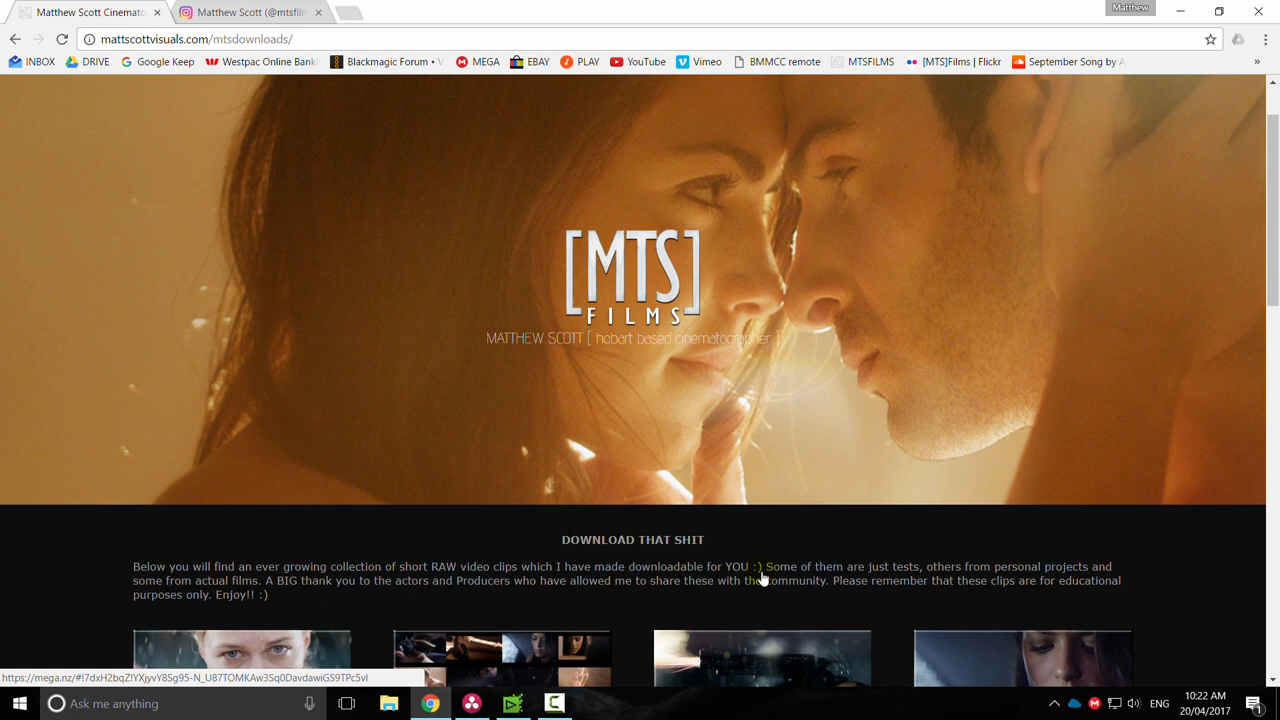 Matthew Scott Cinemato
Matthew Scott (@mtsfilm
Matthew
mattscottvisuals.com/mtsdownloads/
INBOX
DRIVE
Google Keep
Westpac Online Bank
Blackmagic Forum • V
MEGA
EBAY
PLAY
YouTube
Vimeo
BMMCC remote
MTSFILMS
[MTS]Films | Flickr
September Song by A
»
[MTS]
FILMS
MATTHEW SCOTT [ hobart based cinematographer ]
DOWNLOAD THAT SHIT
Below you will find an ever growing collection of short RAW video clips which I have made downloadable for YOU :) Some of them are just tests, others from personal projects and
some from actual films. A BIG thank you to the actors and Producers who have allowed me to share these with the community. Please remember that these clips are for educational
purposes only. Enjoy!! :)
Ask me anything
ENG
10:22 AM
20/04/2017
1